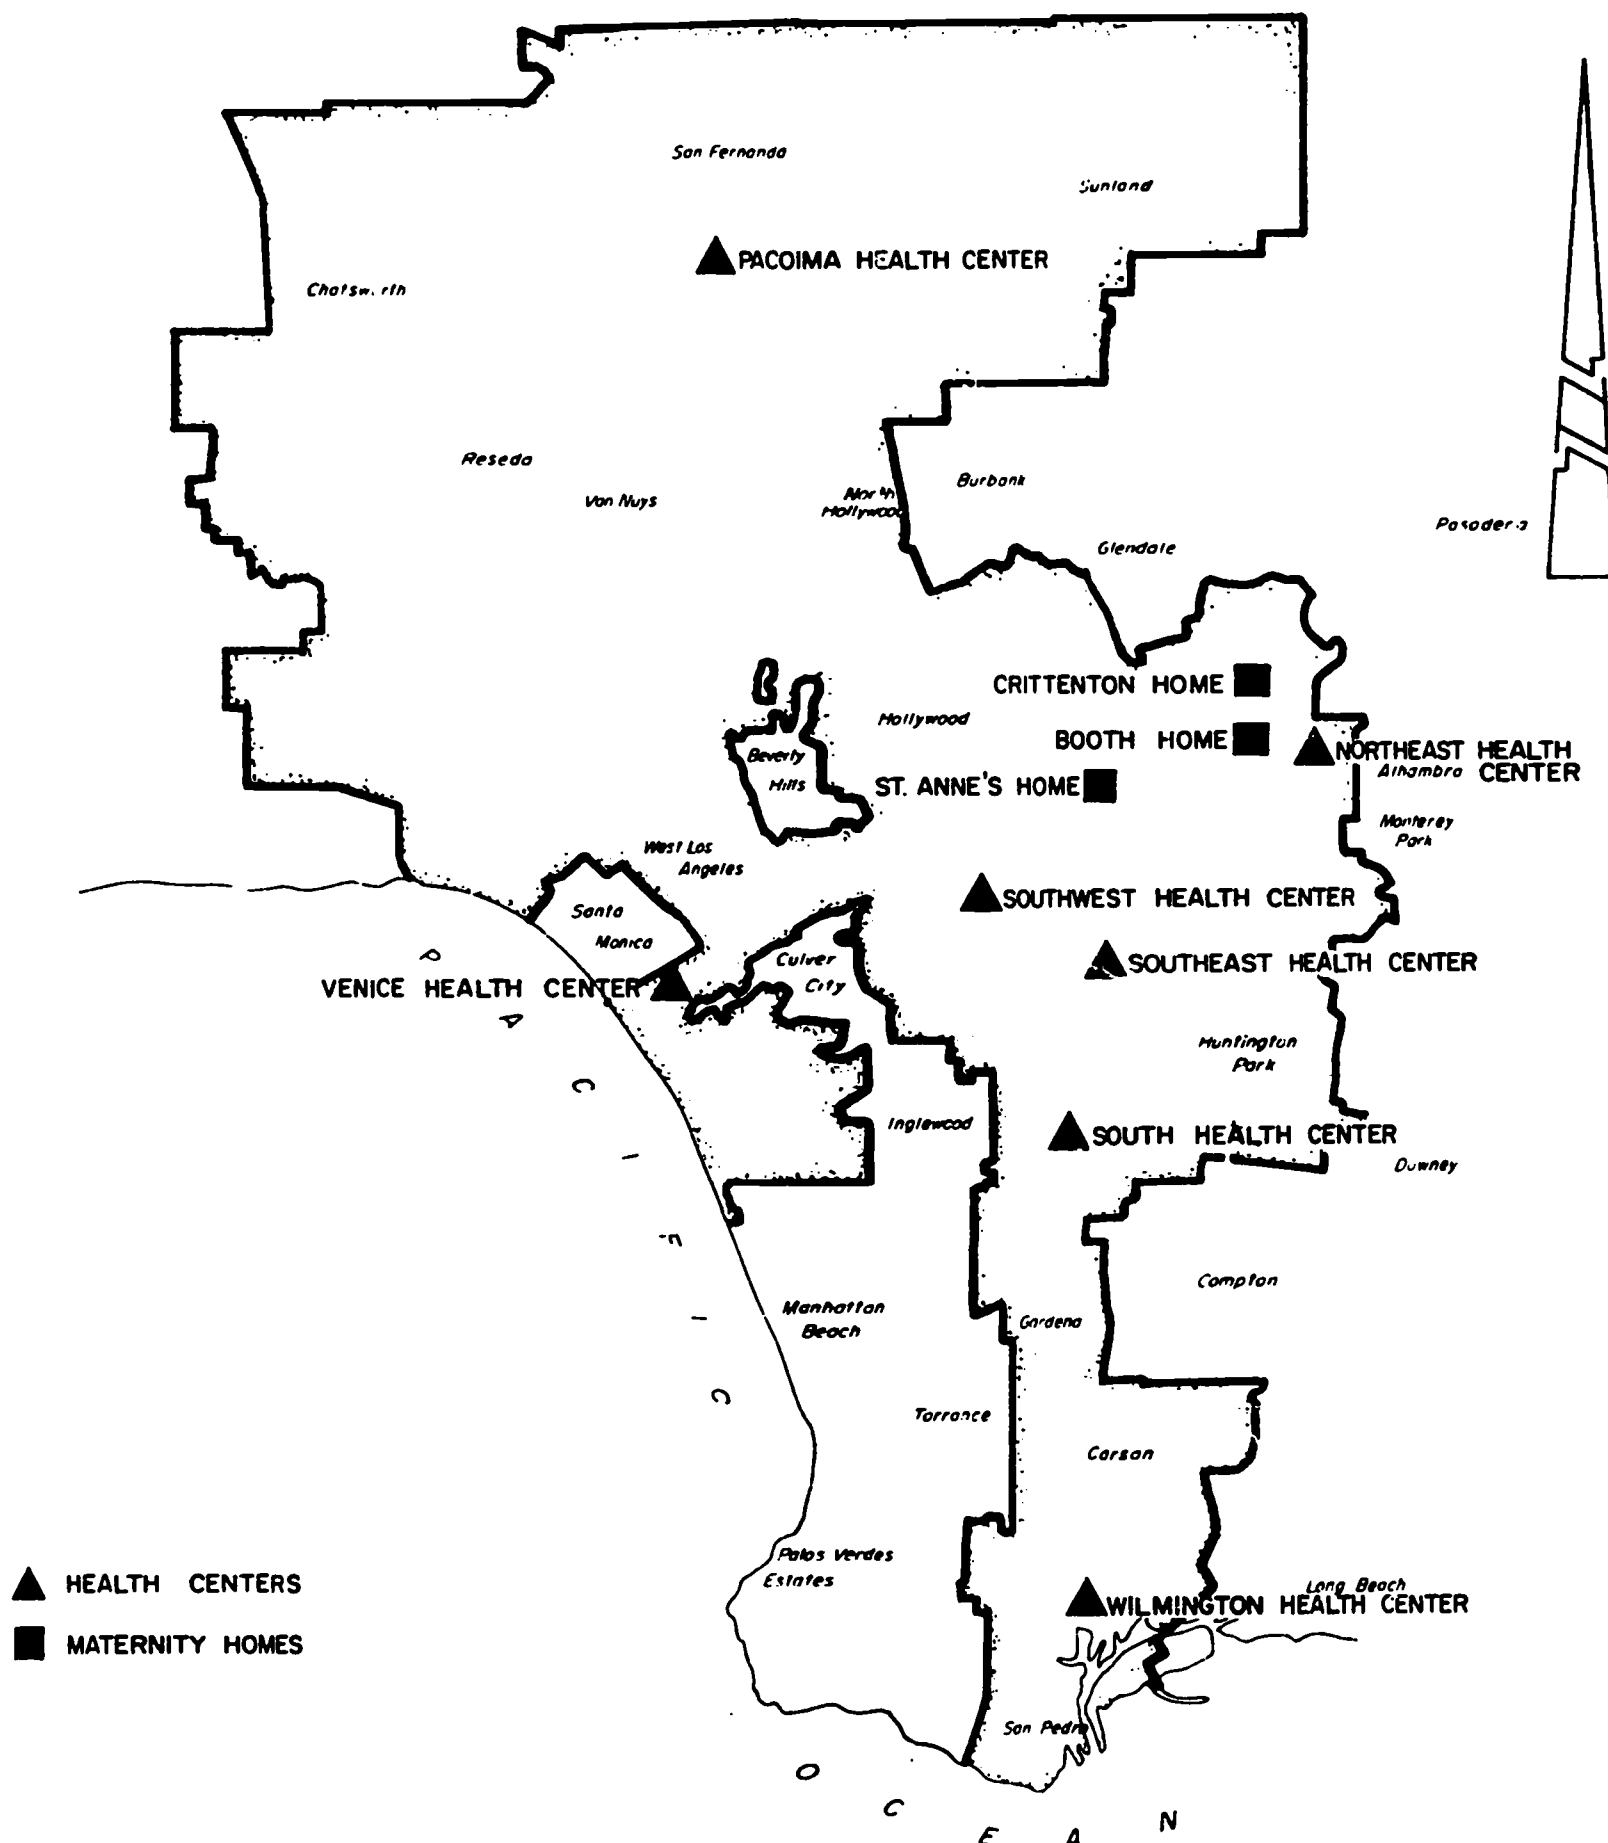 San Fernando
Sunland
PACOIMA HEALTH CENTER
Reseda
Van Nuys
Burbank
Hollywood
Glendale
CRITTENTON HOME
Hollywood
BOOTH HOME
NORTHEAST HEALTH
Alhambra CENTER
Beverly
Hills
ST. ANNE'S HOME
Monterey
Park
West Los
Angeles
SOUTHWEST HEALTH CENTER
Santa
Monica
Culver
City
SOUTHEAST HEALTH CENTER
VENICE HEALTH CENTER
Huntington
Park
Inglewood
SOUTH HEALTH CENTER
Downey
Compton
Manhattan
Beach
Gardena
Torrance
Carson
Palos Verdes
Estates
HEALTH CENTERS
MATERNITY HOMES
Long Beach
WILMINGTON HEALTH CENTER
San Pedro
PACIFIC
OCEAN